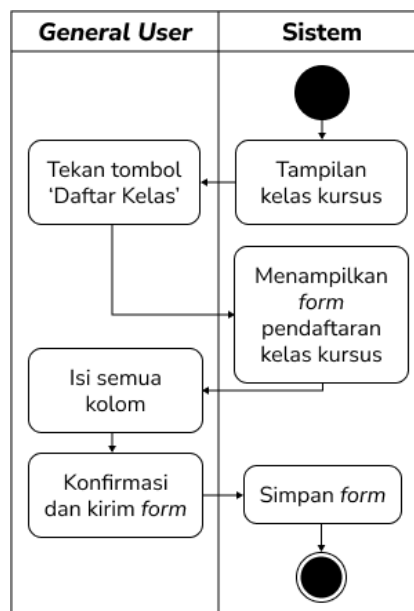 General User
Sistem
Tampilan
kelas kursus
Tekan tombol
‘Daftar Kelas’
Menampilkan
form
pendaftaran
kelas kursus
Isi semua
kolom
Konfirmasi
dan kirim form
Simpan form